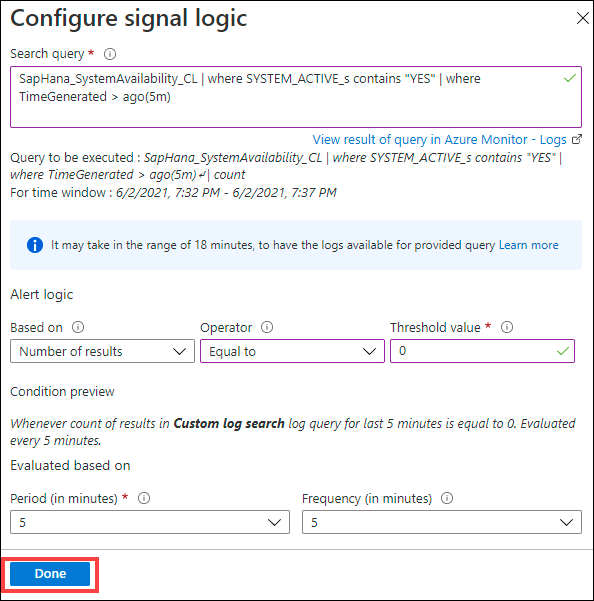 Configure signal logic
Search query *
SapHana_SystemAvailability_CL | where SYSTEM_ACTIVE_s contains "YES" | where
TimeGenerated > ago(5m)
View result of query in Azure Monitor - Logs
Query to be executed : SapHana_SystemAvailability_CL | where SYSTEM_ACTIVE_s contains "YES" |
where TimeGenerated > ago(5m) ↲ | count
For time window : 6/2/2021, 7:32 PM - 6/2/2021, 7:37 PM
It may take in the range of 18 minutes, to have the logs available for provided query Learn more
Alert logic
Based on Operator Threshold value *
Number of results Equal to 0
Condition preview
Whenever count of results in Custom log search log query for last 5 minutes is equal to 0. Evaluated
every 5 minutes.
Evaluated based on
Period (in minutes) * Frequency (in minutes)
5 5
Done